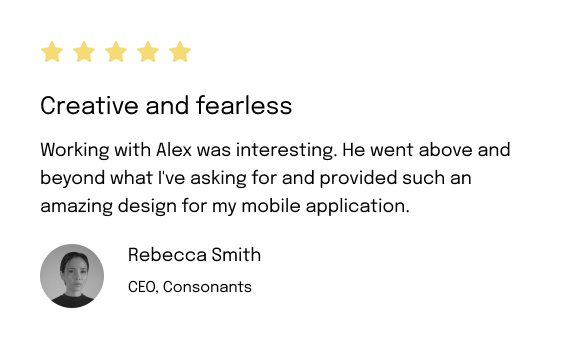 Creative and fearless
Working with Alex was interesting. He went above and
beyond what I've asking for and provided such an
amazing design for my mobile application.
Rebecca Smith
CEO, Consonants